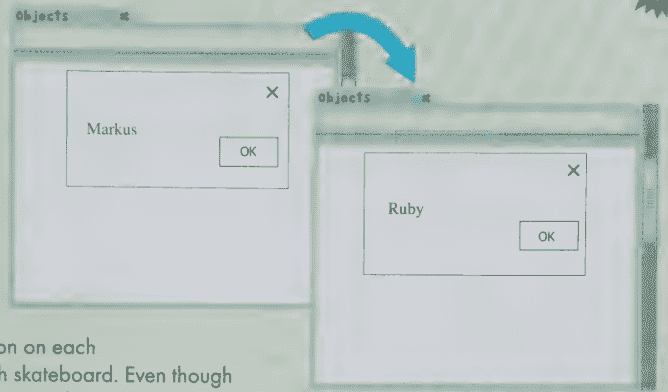 Objects ×
Markus
×
OK
Objects ×
Ruby
×
OK
on on each
h skateboard. Even though